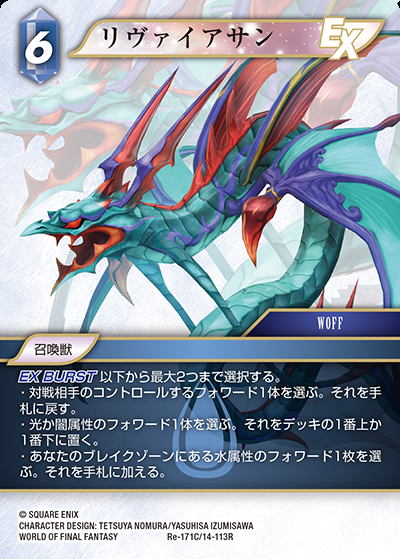 6
リヴァイアサン
EX
WOFF
召喚獣
EX BURST 以下から最大2つまで選択する。
・対戦相手のコントロールするフォワード1体を選ぶ。それを手
札に戻す。
・光か闇属性のフォワード1体を選ぶ。それをデッキの1番上か
1番下に置く。
・あなたのブレイクゾーンにある水属性のフォワード1枚を選
ぶ。それを手札に加える。
© SQUARE ENIX
CHARACTER DESIGN: TETSUYA NOMURA/YASUHISA IZUMISAWA
WORLD OF FINAL FANTASY
Re-171C/14-113R